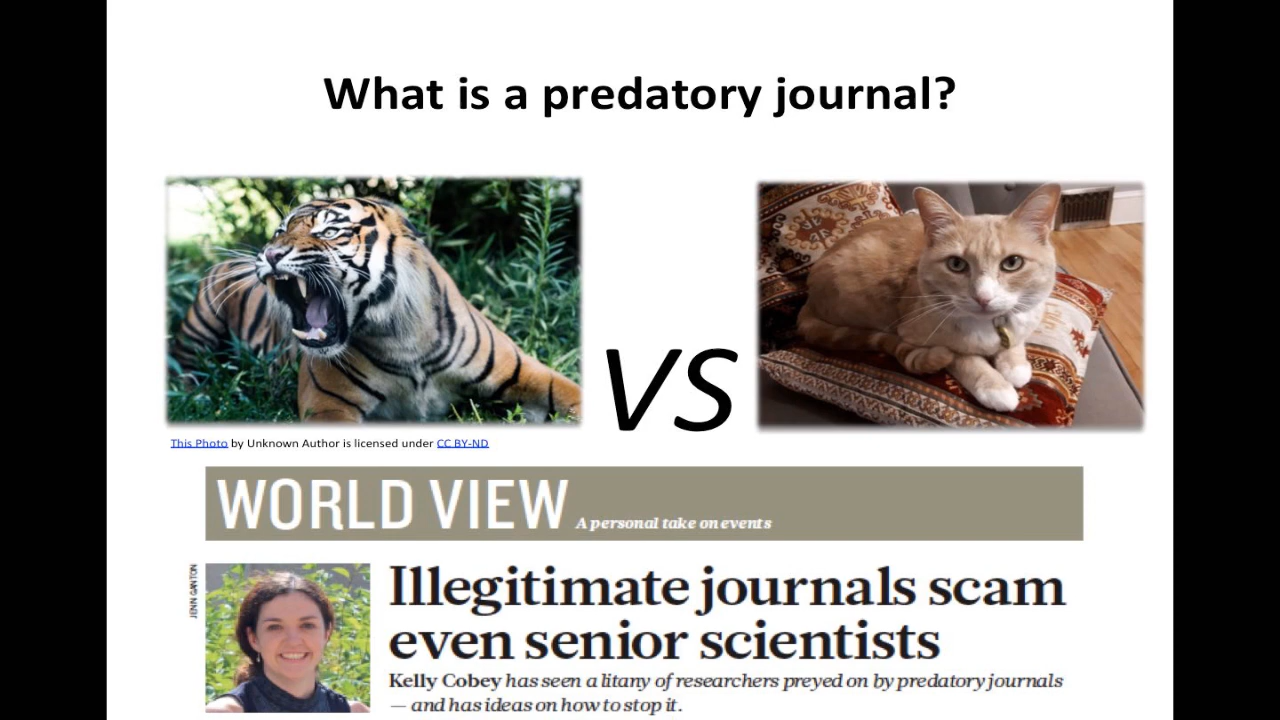 What is a predatory journal?
VS
This Photo by Unknown Author is licensed under CC BY-ND
WORLD VIEW A personal take on events
JENN GANTON
Illegitimate journals scam
even senior scientists
Kelly Cobey has seen a litany of researchers preyed on by predatory journals
— and has ideas on how to stop it.